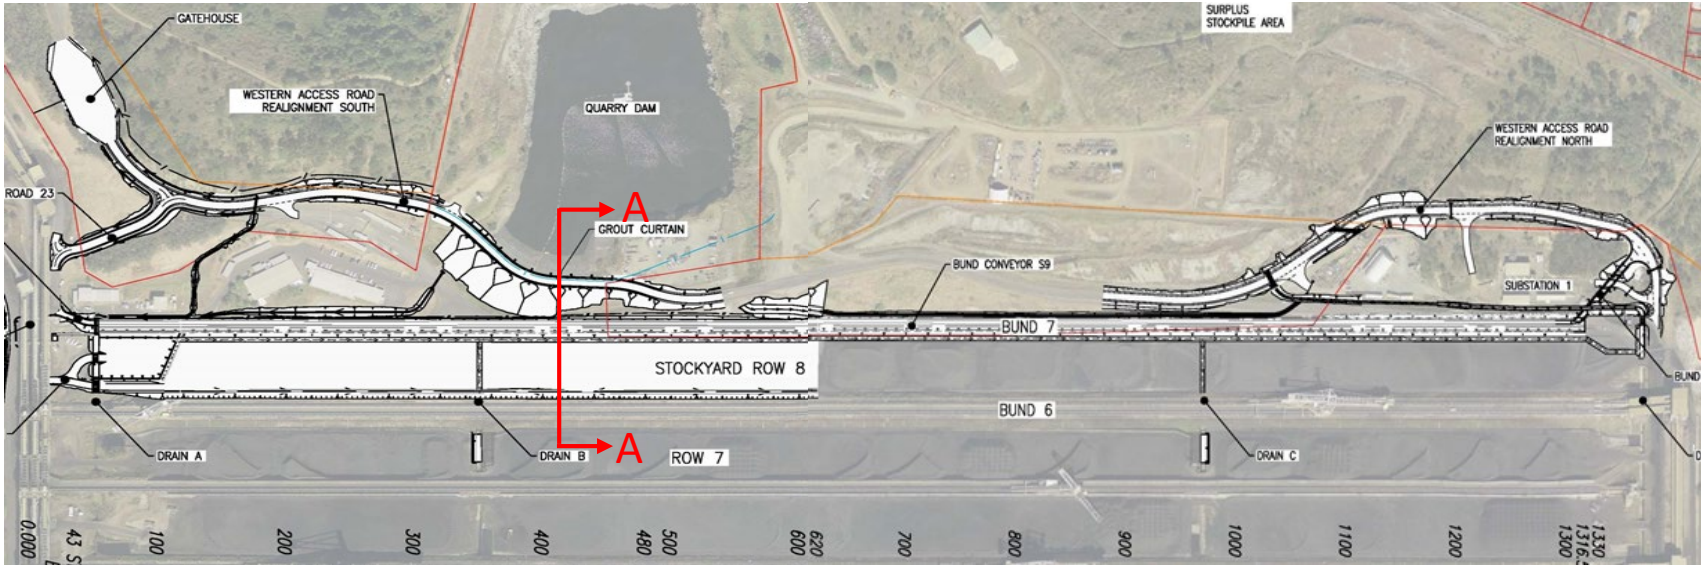 GATEHOUSE
SURPLUS
STOCKPILE AREA
WESTERN ACCESS ROAD
REALIGNMENT SOUTH
QUARRY DAM
WESTERN ACCESS ROAD
REALIGNMENT NORTH
ROAD 23
A
GRO​UT CURTAIN
BUND CONVEYOR S9
SUBSTATION 1
BUND 7
STOCKYARD ROW 8
BUND
BUND 6
A
DRAIN A
DRAIN B
ROW 7
DRAIN C
D
0.000
43 S
100
200
300
400
480
500
600
620
700
800
900
1000
1100
1200
1300
1316.5
1330